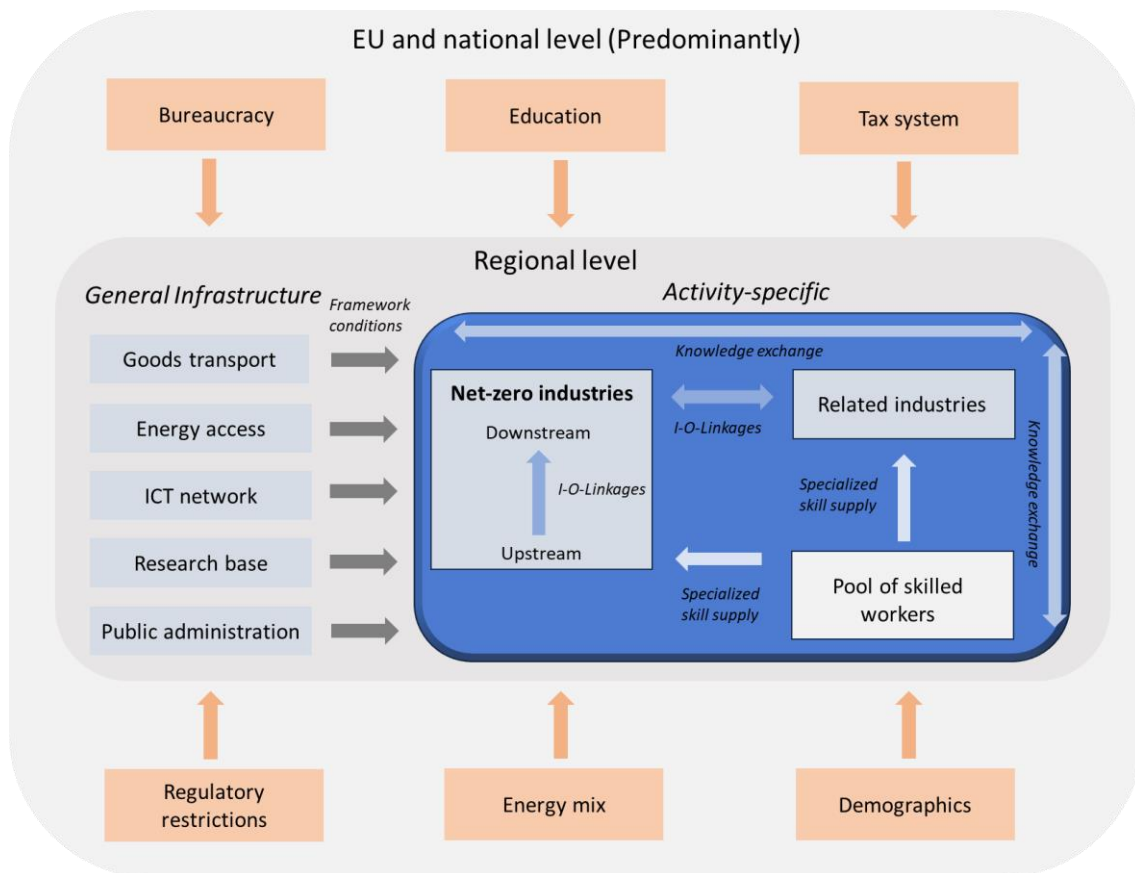 EU and national level (Predominantly)
Bureaucracy
Education
Tax system
Regional level
General Infrastructure
Framework
conditions
Activity-specific
Goods transport
Energy access
ICT network
Research base
Public administration
Knowledge exchange
Net-zero industries
Downstream
I-O-Linkages
Upstream
I-O-Linkages
Related industries
Specialized
skill supply
Knowledge exchange
Specialized
skill supply
Pool of skilled
workers
Regulatory
restrictions
Energy mix
Demographics